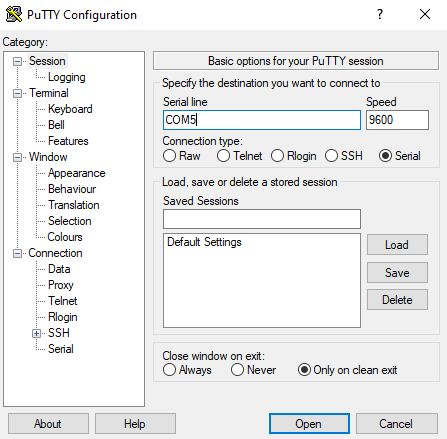 PuTTY Configuration
Category:
Session
Logging
Terminal
Keyboard
Bell
Features
Window
Appearance
Behaviour
Translation
Selection
Colours
Connection
Data
Proxy
Telnet
Rlogin
SSH
Serial
Basic options for your PuTTY session
Specify the destination you want to connect to
Serial line Speed
COM5 9600
Connection type:
Raw Telnet Rlogin SSH Serial
Load, save or delete a stored session
Saved Sessions
Default Settings
Load
Save
Delete
Close window on exit:
Always Never Only on clean exit
About Help Open Cancel